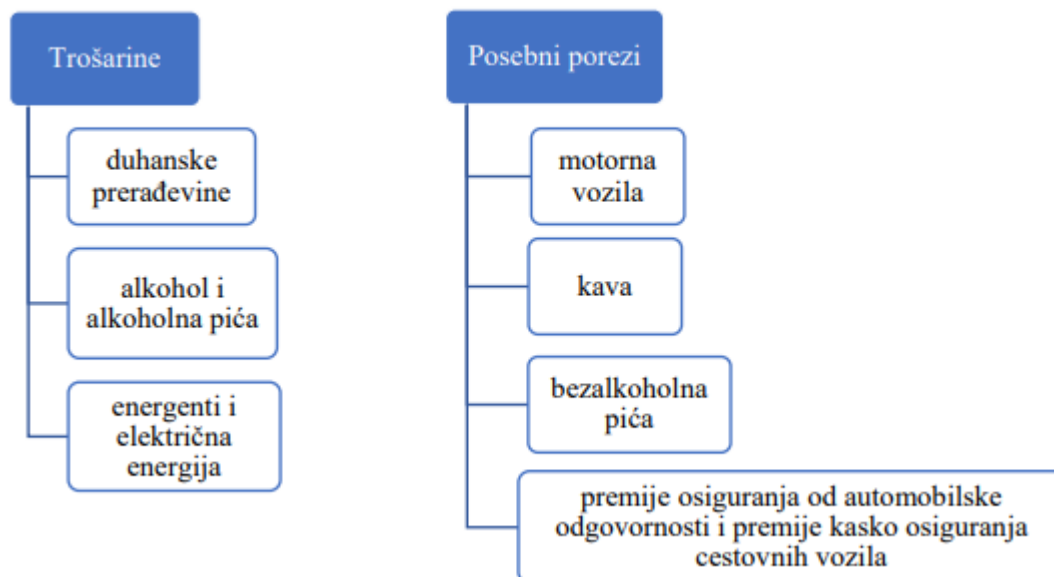 Trošarine
duhanske
prerađevine
alkohol i
alkoholna pića
energenti i
električna
energija
Posebni porezi
motorna
vozila
kava
bezalkoholna
pića
premije osiguranja od automobilske
odgovornosti i premije kasko osiguranja
cestovnih vozila